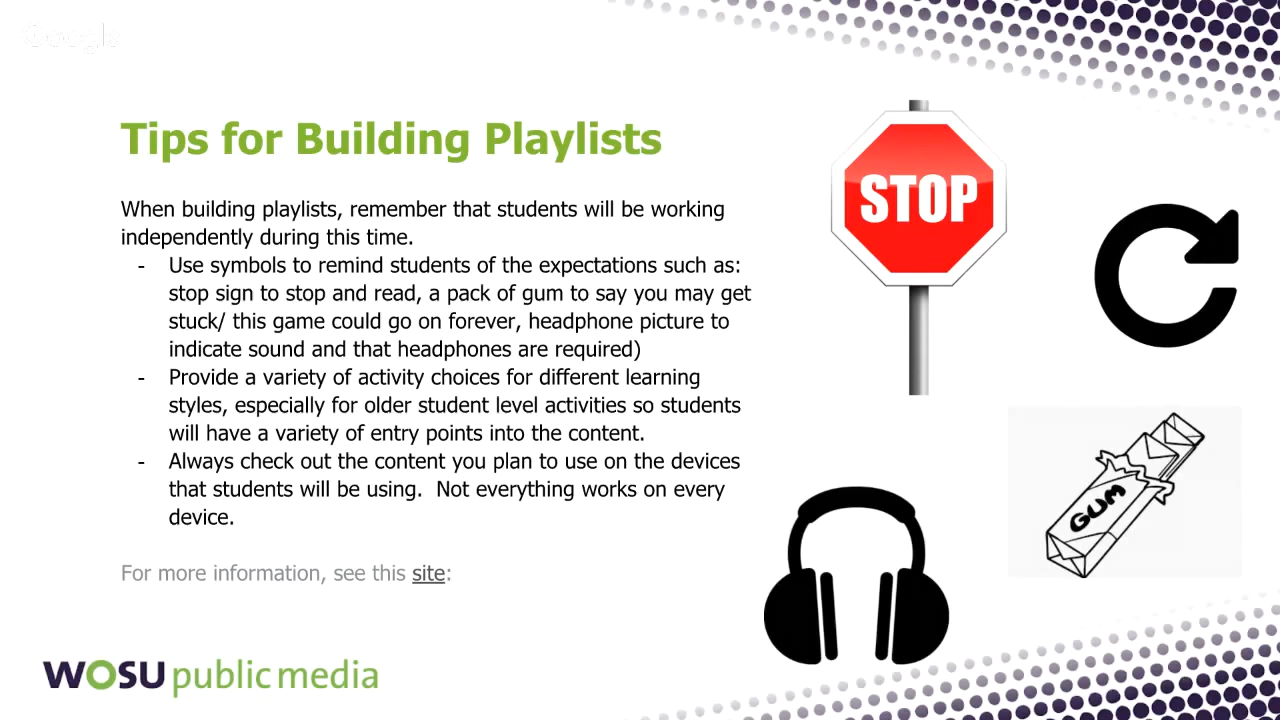 Google
Tips for Building Playlists
When building playlists, remember that students will be working
independently during this time.
- Use symbols to remind students of the expectations such as:
stop sign to stop and read, a pack of gum to say you may get
stuck/ this game could go on forever, headphone picture to
indicate sound and that headphones are required)
- Provide a variety of activity choices for different learning
styles, especially for older student level activities so students
will have a variety of entry points into the content.
- Always check out the content you plan to use on the devices
that students will be using.  Not everything works on every
device.
For more information, see this site:
STOP
GUM
WOSU public media